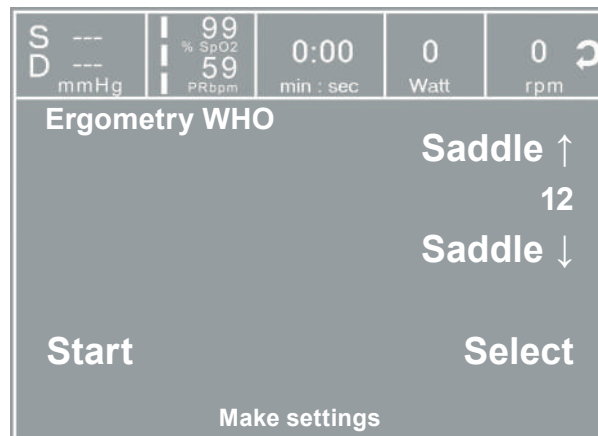 S ---
D ---
mmHg
99
% SpO2
59
PRbpm
0:00
min : sec
0
Watt
0
rpm
Ergometry WHO
Saddle ↑
12
Saddle ↓
Start Select
Make settings